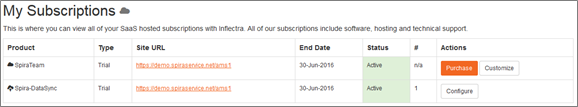 My Subscriptions
This is where you can view all of your SaaS hosted subscriptions with Inflectra. All of our subscriptions include software, hosting and technical support.
Product Type Site URL End Date Status # Actions
SpiraTeam Trial https://demo.spiraservice.net/ams1 30-Jun-2016 Active n/a Purchase Customize
Spira-DataSync Trial https://demo.spiraservice.net/ams1 30-Jun-2016 Active 1 Configure